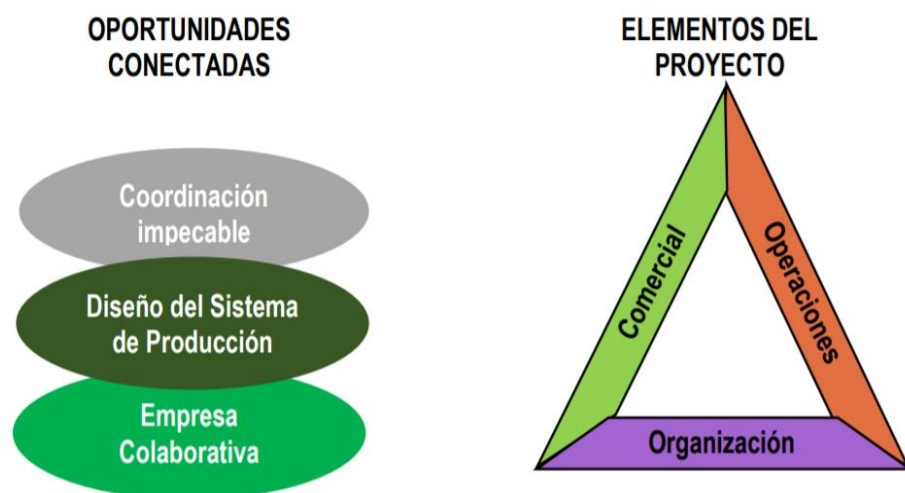 OPORTUNIDADES
CONECTADAS
Coordinación
impecable
Diseño del Sistema
de Producción
Empresa
Colaborativa
ELEMENTOS DEL
PROYECTO
Comercial
Operaciones
Organización